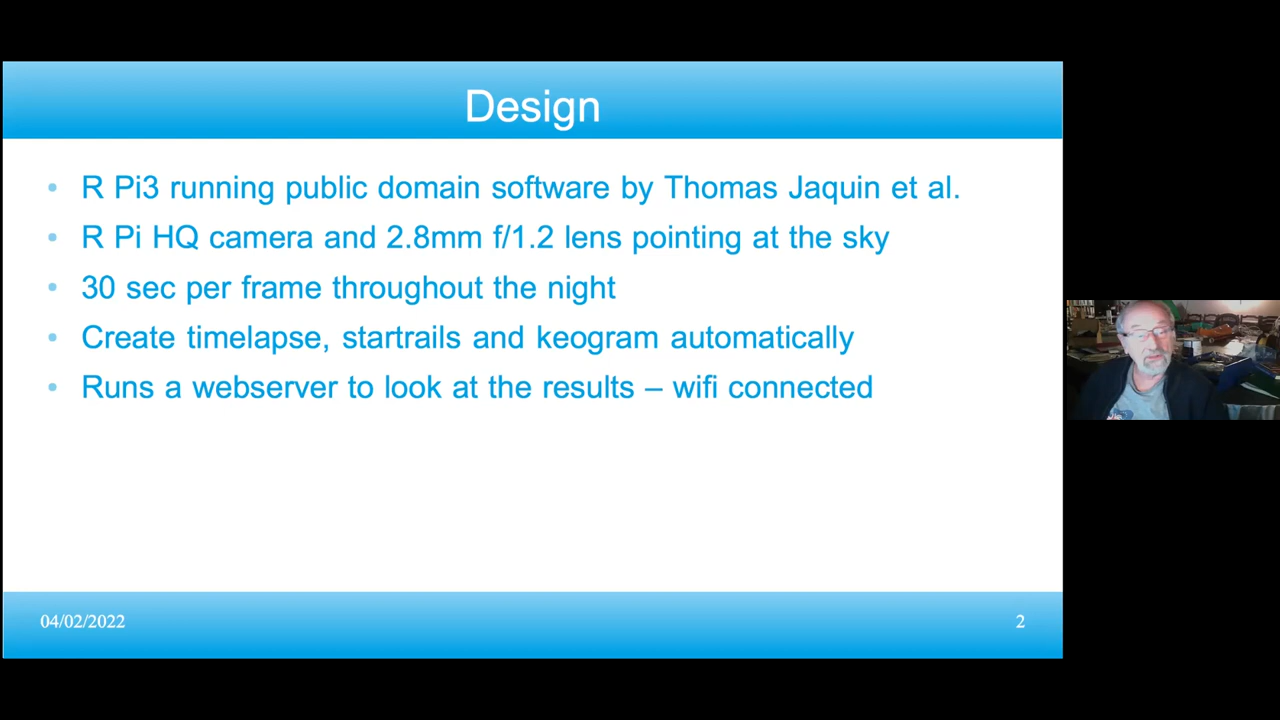 Design
• R Pi3 running public domain software by Thomas Jaquin et al.
• R Pi HQ camera and 2.8mm f/1.2 lens pointing at the sky
• 30 sec per frame throughout the night
• Create timelapse, startrails and keogram automatically
• Runs a webserver to look at the results – wifi connected
04/02/2022
2